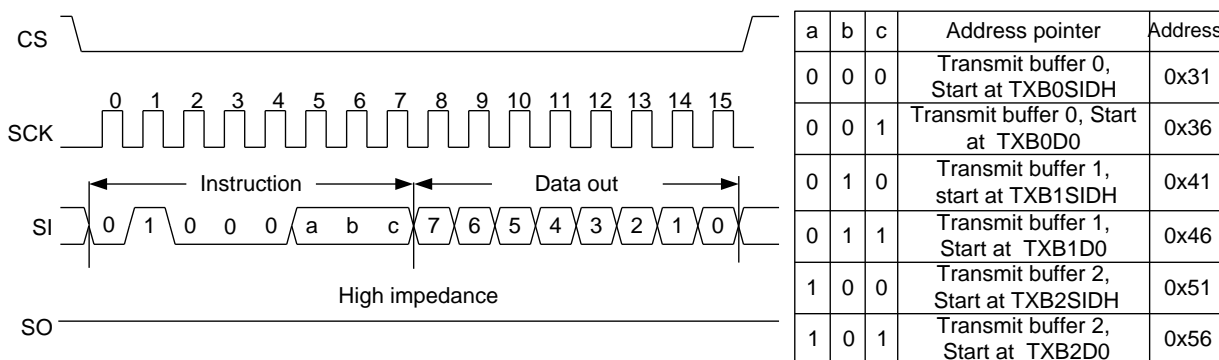 CS
0 1 2 3 4 5 6 7 8 9 10 11 12 13 14 15
SCK
Instruction Data out
SI 0 1 0 0 0 a b c 7 6 5 4 3 2 1 0
High impedance
SO
a b c Address pointer Address
0 0 0 Transmit buffer 0,
Start at TXB0SIDH 0x31
0 0 1 Transmit buffer 0, Start
at TXB0D0 0x36
0 1 0 Transmit buffer 1,
start at TXB1SIDH 0x41
0 1 1 Transmit buffer 1,
Start at TXB1D0 0x46
1 0 0 Transmit buffer 2,
Start at TXB2SIDH 0x51
1 0 1 Transmit buffer 2,
Start at TXB2D0 0x56